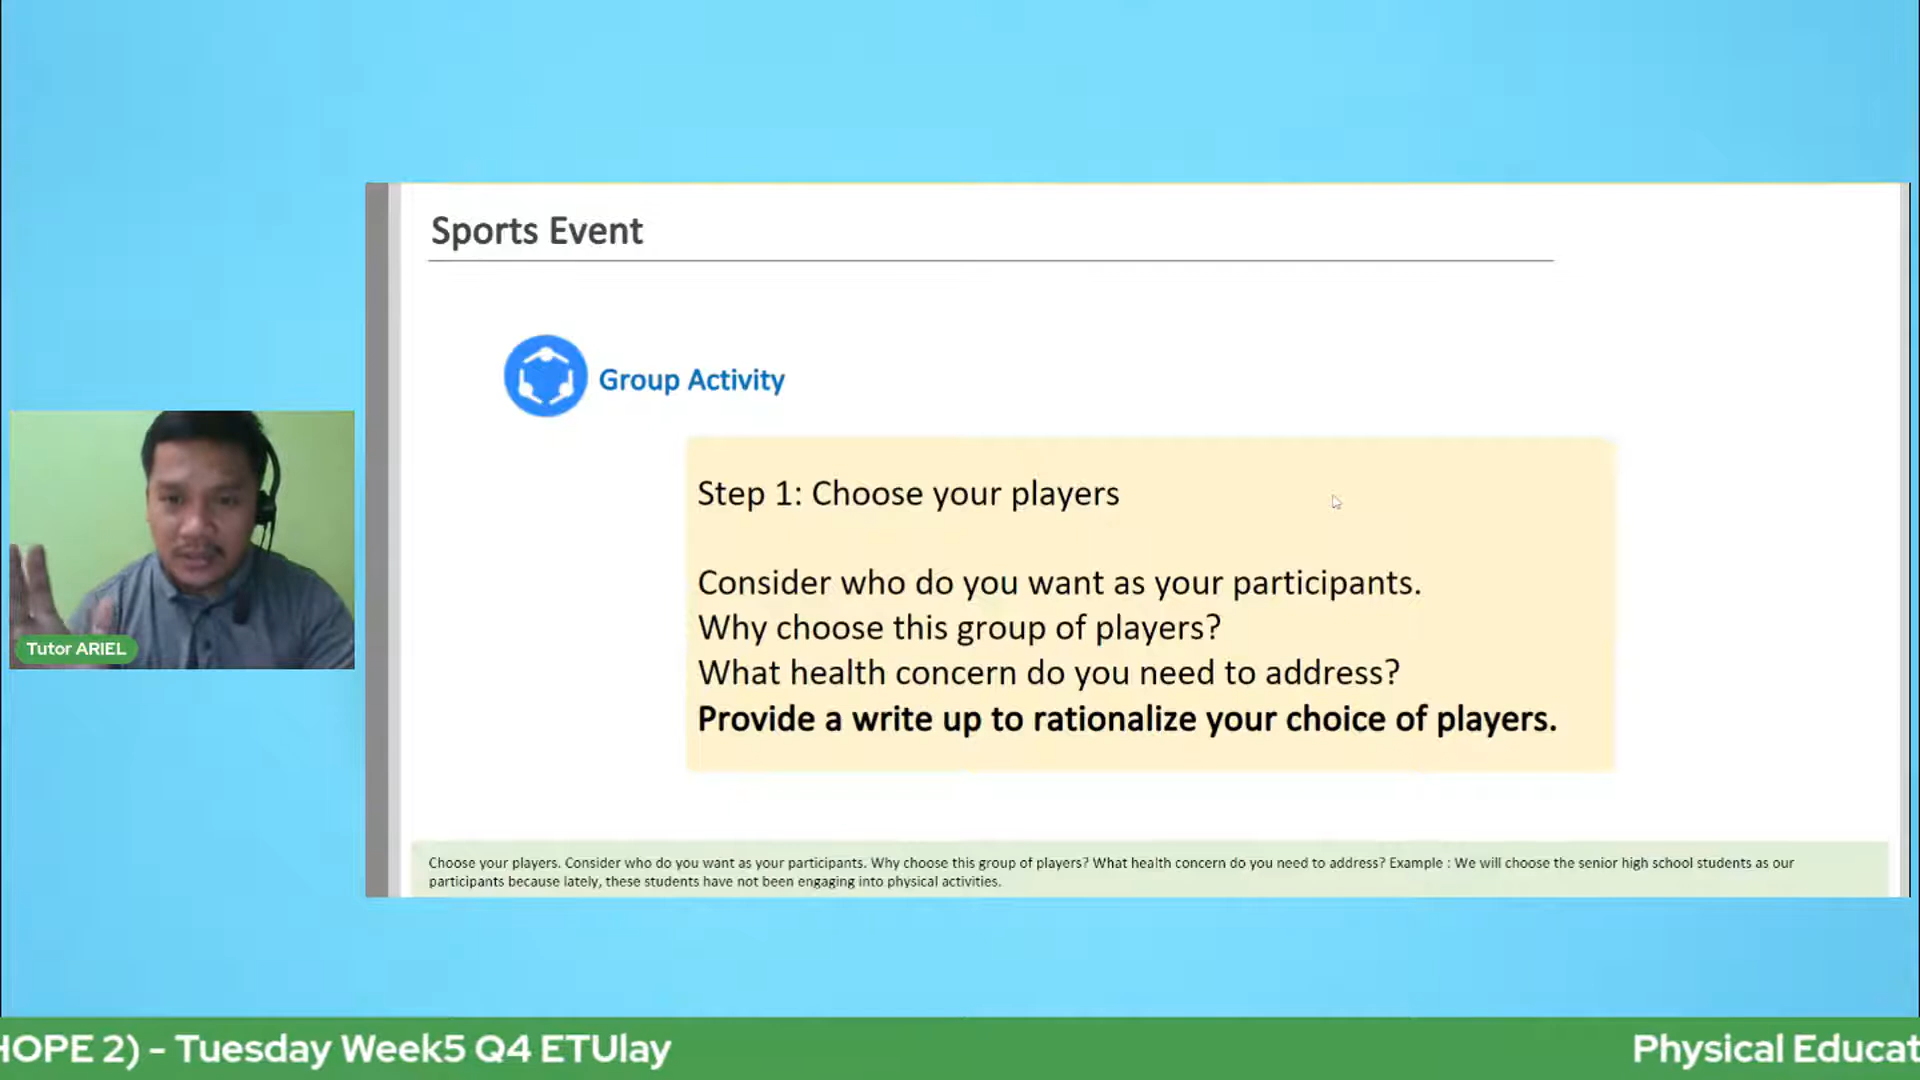 Sports Event
Group Activity
Step 1: Choose your players
Consider who do you want as your participants.
Why choose this group of players?
What health concern do you need to address?
Provide a write up to rationalize your choice of players.
Tutor ARIEL
Choose your players. Consider who do you want as your participants. Why choose this group of players? What health concern do you need to address? Example : We will choose the senior high school students as our
participants because lately, these students have not been engaging into physical activities.
HOPE 2) - Tuesday Week5 Q4 ETUlay
Physical Educat